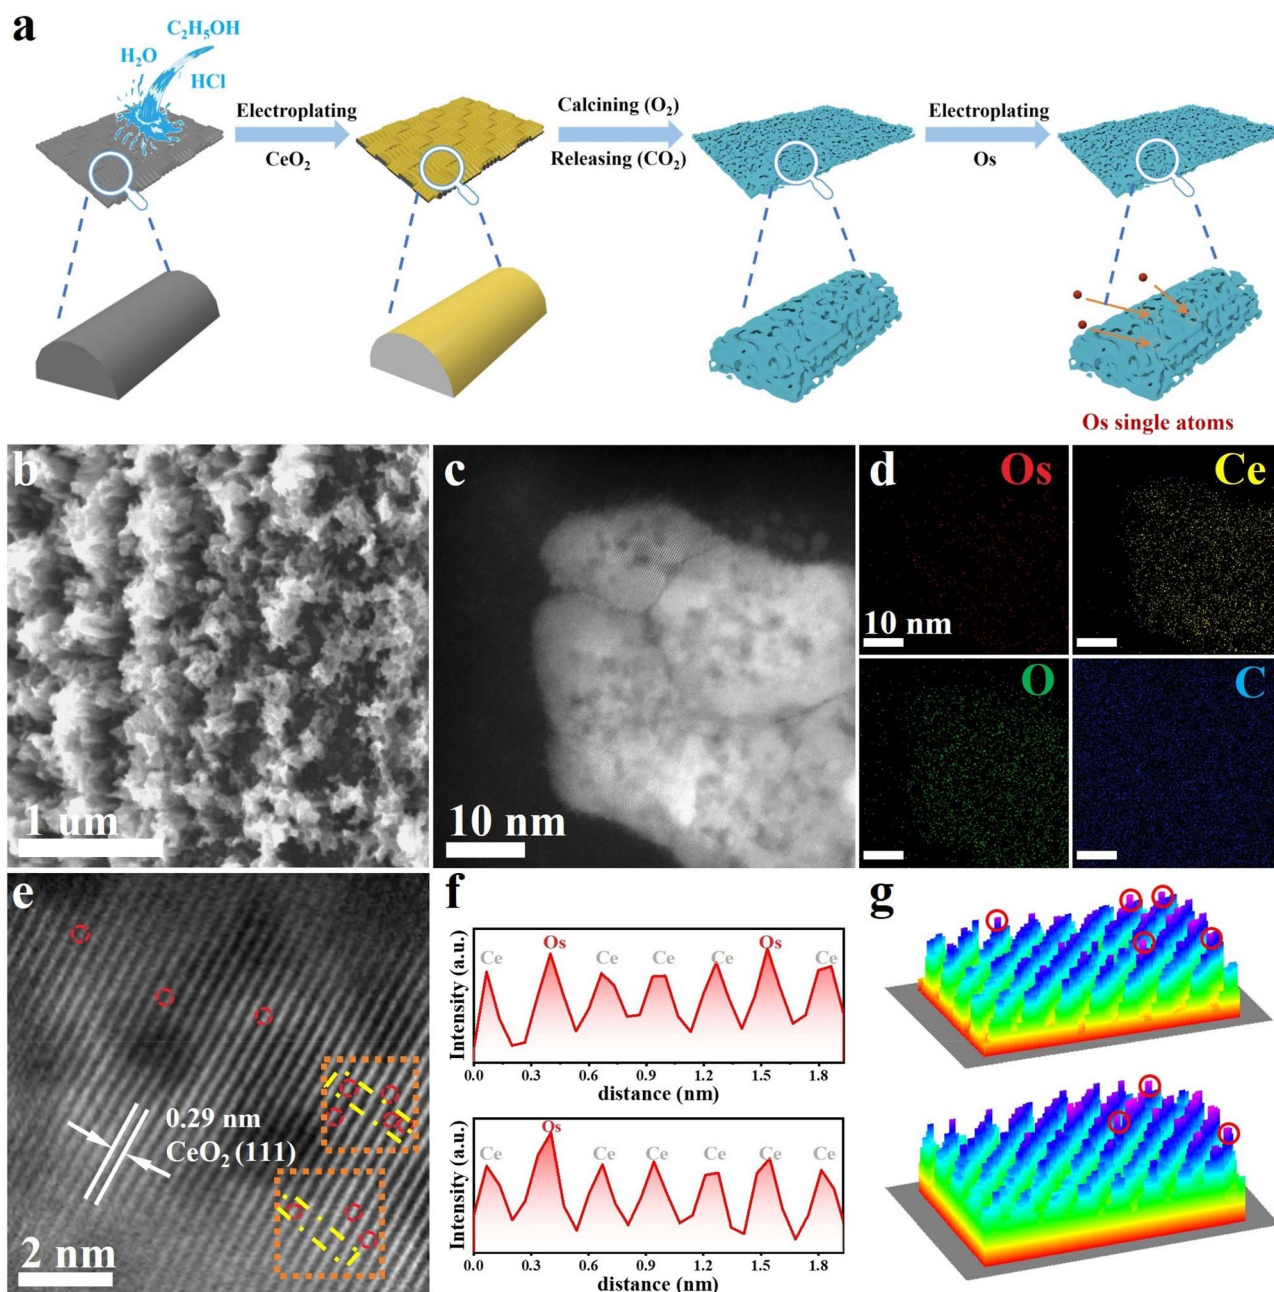 a
C₂H₅OH
H₂O
HCl
Electroplating
CeO₂
Calcining (O₂)
Releasing (CO₂)
Electroplating
Os
Os single atoms
b
1 um
c
10 nm
d
Os
10 nm
Ce
O
C
e
0.29 nm
CeO₂ (111)
2 nm
f
Intensity (a.u.)
Ce Os Ce Ce Ce Os Ce
0.0 0.3 0.6 0.9 1.2 1.5 1.8
distance (nm)
Intensity (a.u.)
Ce Os Ce Ce Ce Ce Ce
0.0 0.3 0.6 0.9 1.2 1.5 1.8
distance (nm)
g